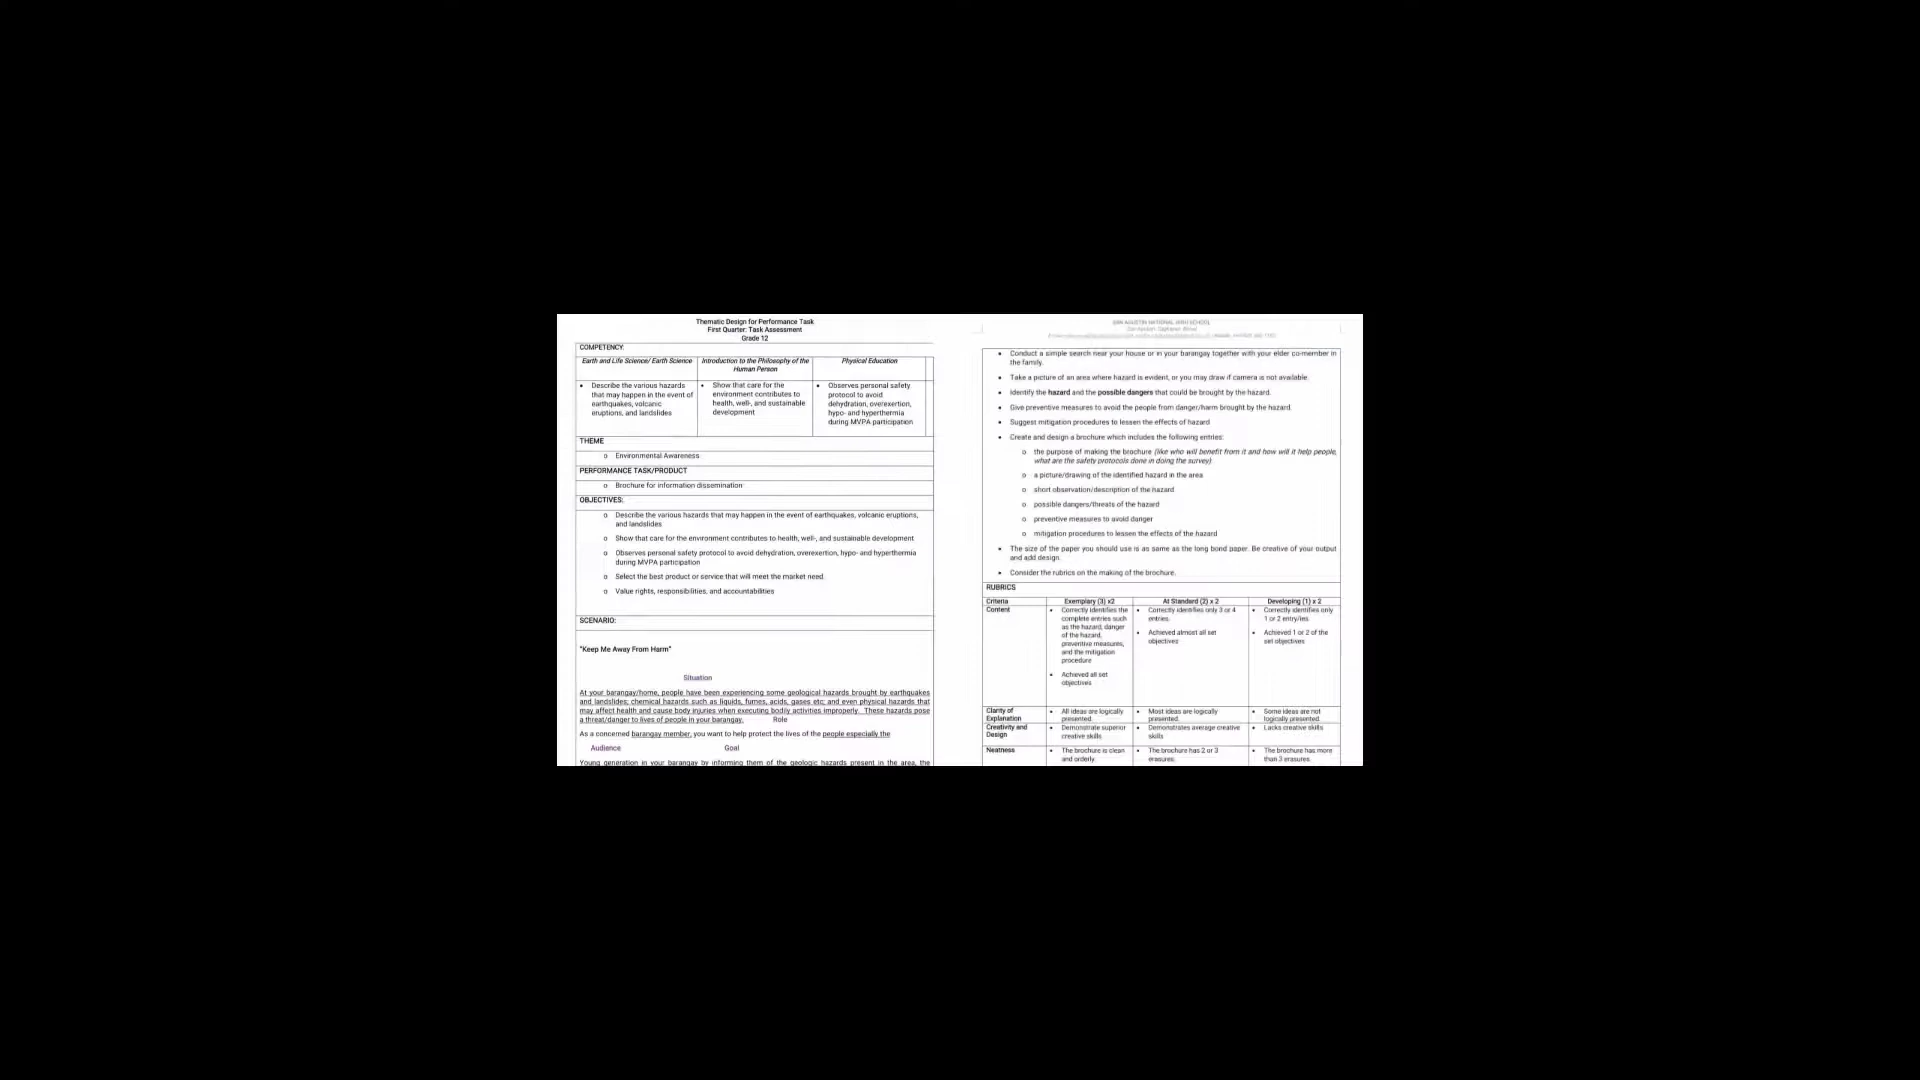 Thematic Design for Performance Task
First Quarter: Task Assessment
Grade 12
COMPETENCY:
Earth and Life Science/ Earth Science
Introduction to the Philosophy of the
Human Person
Physical Education
• Describe the various hazards
that may happen in the event of
earthquakes, volcanic
eruptions, and landslides
• Show that care for the
environment contributes to
health, well-, and sustainable
development
• Observes personal safety
protocol to avoid
dehydration, overexertion,
hypo- and hyperthermia
during MVPA participation
THEME
o Environmental Awareness
PERFORMANCE TASK/PRODUCT
o Brochure for information dissemination
OBJECTIVES:
o Describe the various hazards that may happen in the event of earthquakes, volcanic eruptions,
and landslides
o Show that care for the environment contributes to health, well-, and sustainable development
o Observes personal safety protocol to avoid dehydration, overexertion, hypo- and hyperthermia
during MVPA participation
o Select the best product or service that will meet the market need.
o Value rights, responsibilities, and accountabilities
SCENARIO:
"Keep Me Away From Harm"
Situation
At your barangay/home, people have been experiencing some geological hazards brought by earthquakes
and landslides; chemical hazards such as liquids, fumes, acids, gases etc; and even physical hazards that
may affect health and cause body injuries when executing bodily activities improperly. These hazards pose
a threat/danger to lives of people in your barangay. Role
As a concerned barangay member, you want to help protect the lives of the people especially the
Audience Goal
Young generation in your barangay by informing them of the geologic hazards present in the area, the
SAN AGUSTIN NATIONAL HIGH SCHOOL
• Conduct a simple search near your house or in your barangay together with your elder co-member in
the family.
• Take a picture of an area where hazard is evident, or you may draw if camera is not available.
• Identify the hazard and the possible dangers that could be brought by the hazard.
• Give preventive measures to avoid the people from danger/harm brought by the hazard.
• Suggest mitigation procedures to lessen the effects of hazard
• Create and design a brochure which includes the following entries:
o the purpose of making the brochure (like who will benefit from it and how will it help people,
what are the safety protocols done in doing the survey)
o a picture/drawing of the identified hazard in the area
o short observation/description of the hazard
o possible dangers/threats of the hazard
o preventive measures to avoid danger
o mitigation procedures to lessen the effects of the hazard
• The size of the paper you should use is as same as the long bond paper. Be creative of your output
and add design.
• Consider the rubrics on the making of the brochure.
RUBRICS
Criteria
Exemplary (3) x2
At Standard (2) x 2
Developing (1) x 2
Content
• Correctly identifies the
complete entries such
as the hazard, danger
of the hazard,
preventive measures,
and the mitigation
procedure
• Achieved all set
objectives
• Correctly identifies only 3 or 4
entries.
• Achieved almost all set
objectives
• Correctly identifies only
1 or 2 entry/ies
• Achieved 1 or 2 of the
set objectives
Clarity of
Explanation
• All ideas are logically
presented.
• Most ideas are logically
presented.
• Some ideas are not
logically presented.
Creativity and
Design
• Demonstrate superior
creative skills
• Demonstrates average creative
skills
• Lacks creative skills
Neatness
• The brochure is clean
and orderly
• The brochure has 2 or 3
erasures.
• The brochure has more
than 3 erasures